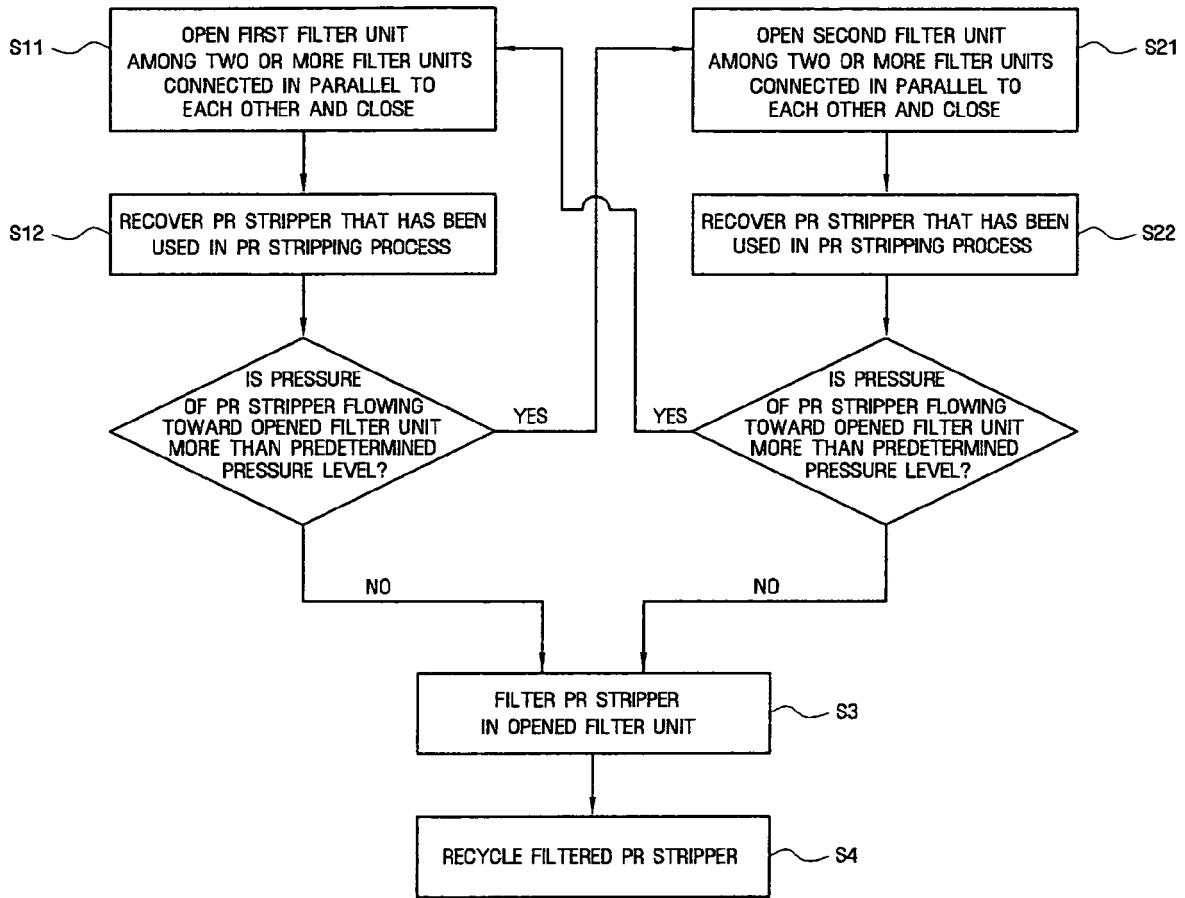 S11
OPEN FIRST FILTER UNIT
AMONG TWO OR MORE FILTER UNITS
CONNECTED IN PARALLEL TO
EACH OTHER AND CLOSE
S12
RECOVER PR STRIPPER THAT HAS BEEN
USED IN PR STRIPPING PROCESS
IS PRESSURE
OF PR STRIPPER FLOWING
TOWARD OPENED FILTER UNIT
MORE THAN PREDETERMINED
PRESSURE LEVEL?
YES
NO
OPEN SECOND FILTER UNIT
AMONG TWO OR MORE FILTER UNITS
CONNECTED IN PARALLEL TO
EACH OTHER AND CLOSE
S21
RECOVER PR STRIPPER THAT HAS BEEN
USED IN PR STRIPPING PROCESS
S22
IS PRESSURE
OF PR STRIPPER FLOWING
TOWARD OPENED FILTER UNIT
MORE THAN PREDETERMINED
PRESSURE LEVEL?
YES
NO
FILTER PR STRIPPER
IN OPENED FILTER UNIT
S3
RECYCLE FILTERED PR STRIPPER
S4